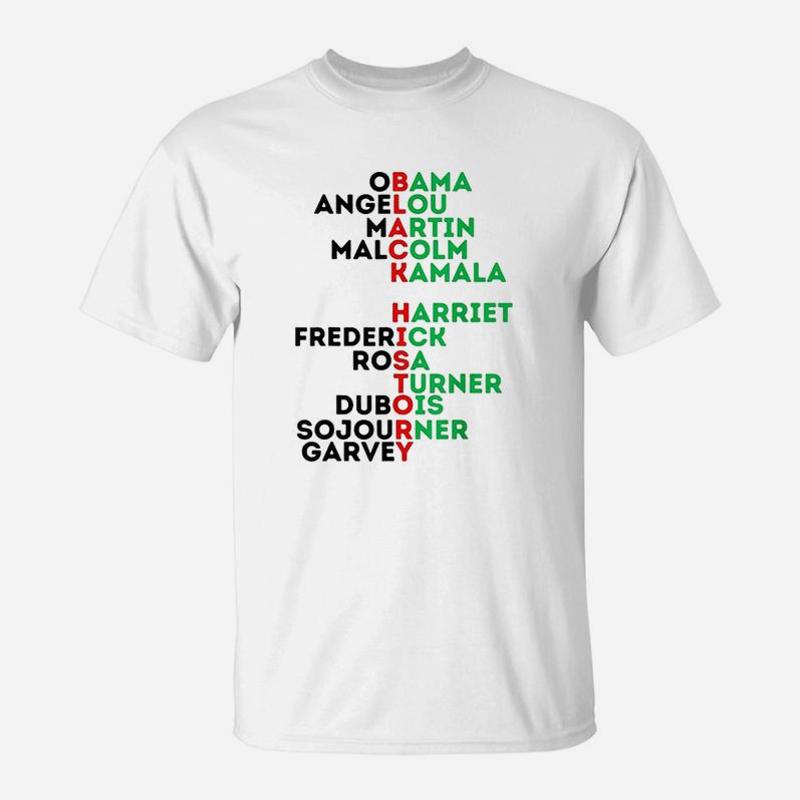 OBAMA
ANGELOU
MARTIN
MALCOLM
KAMALA
HARRIET
FREDERICK
ROSA
TURNER
DUBOIS
SOJOURNER
GARVEY